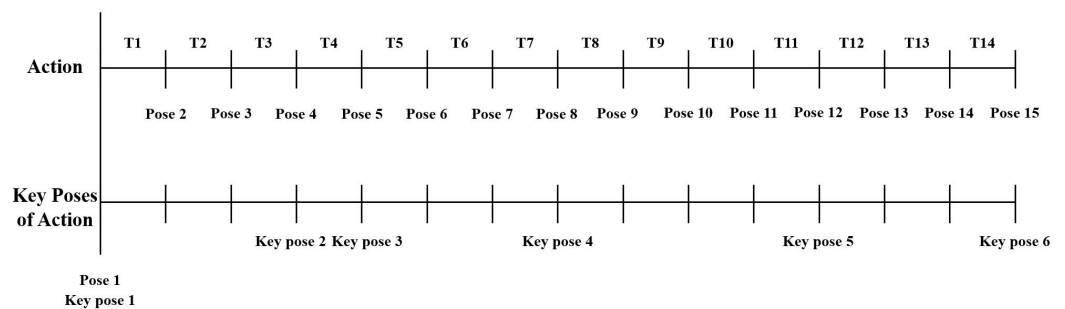 T1 T2 T3 T4 T5 T6 T7 T8 T9 T10 T11 T12 T13 T14
Action
Pose 2 Pose 3 Pose 4 Pose 5 Pose 6 Pose 7 Pose 8 Pose 9 Pose 10 Pose 11 Pose 12 Pose 13 Pose 14 Pose 15
Key Poses
of Action
Key pose 2 Key pose 3 Key pose 4 Key pose 5 Key pose 6
Pose 1
Key pose 1